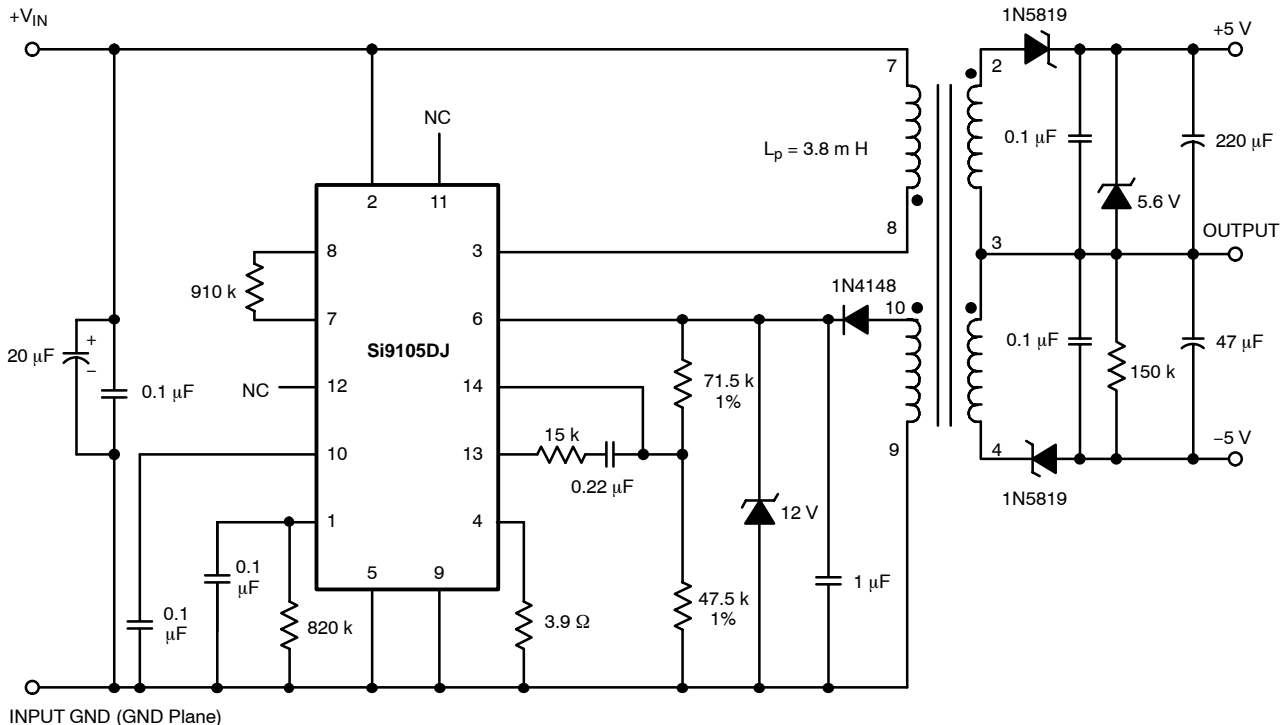 +VIN
1N5819
+5 V
7
2
NC
Lp = 3.8 m H
0.1 μF
220 μF
2
11
5.6 V
8
3
OUTPUT
8
3
1N4148
910 k
10
7
6
0.1 μF
47 μF
Si9105DJ
20 μF
+
−
71.5 k
1%
150 k
0.1 μF
NC
12
14
15 k
10
13
9
4
−5 V
0.22 μF
1N5819
12 V
1
4
0.1
μF
5
9
1 μF
0.1
μF
820 k
3.9 Ω
47.5 k
1%
INPUT GND (GND Plane)